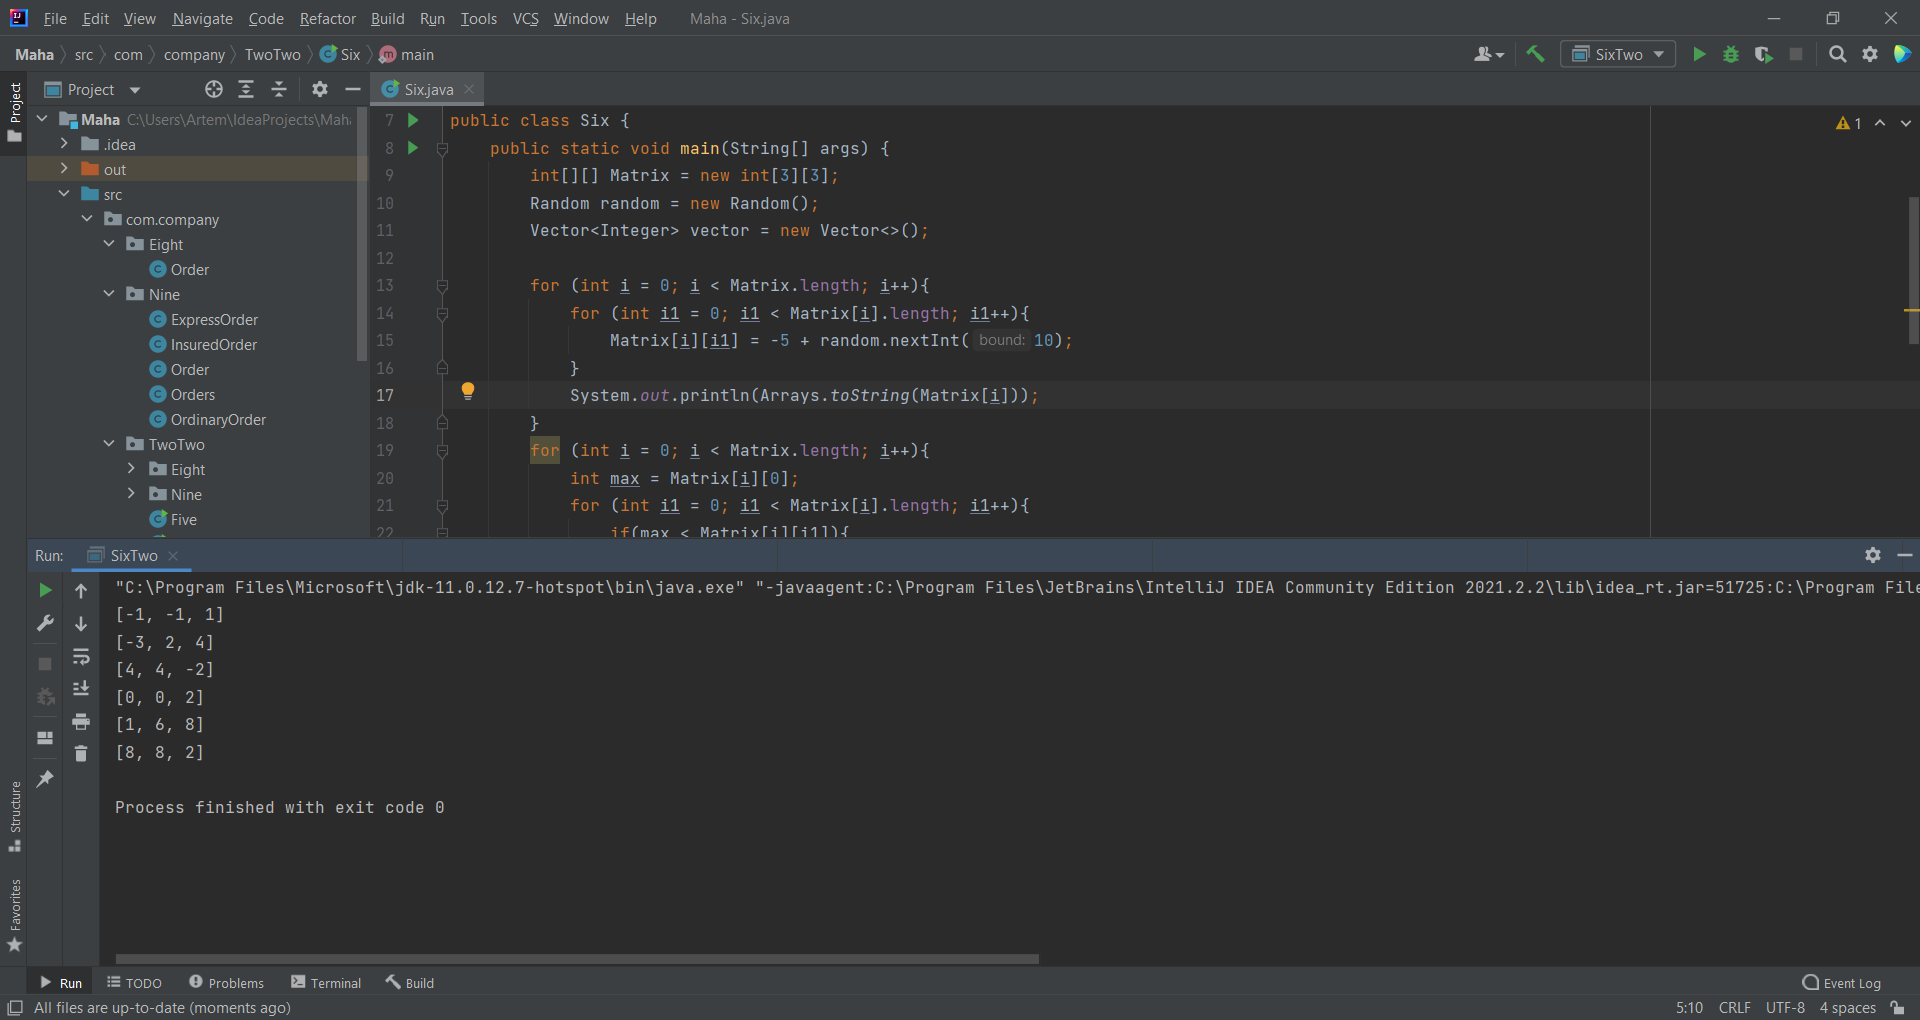 File Edit View Navigate Code Refactor Build Run Tools VCS Window Help Maha - Six.java
Maha src com company TwoTwo Six main SixTwo
Project
Project
Six.java
Maha C:\Users\Artem\IdeaProjects\Maha
.idea
out
src
com.company
Eight
Order
Nine
ExpressOrder
InsuredOrder
Order
Orders
OrdinaryOrder
TwoTwo
Eight
Nine
Five
1
7 public class Six {
8 public static void main(String[] args) {
9 int[][] Matrix = new int[3][3];
10 Random random = new Random();
11 Vector<Integer> vector = new Vector<>();
12
13 for (int i = 0; i < Matrix.length; i++){
14 for (int i1 = 0; i1 < Matrix[i].length; i1++){
15 Matrix[i][i1] = -5 + random.nextInt( bound: 10);
16 }
17 System.out.println(Arrays.toString(Matrix[i]));
18 }
19 for (int i = 0; i < Matrix.length; i++){
20 int max = Matrix[i][0];
21 for (int i1 = 0; i1 < Matrix[i].length; i1++){
22 if(max < Matrix[i][i1]){
Run: SixTwo
"C:\Program Files\Microsoft\jdk-11.0.12.7-hotspot\bin\java.exe" "-javaagent:C:\Program Files\JetBrains\IntelliJ IDEA Community Edition 2021.2.2\lib\idea_rt.jar=51725:C:\Program File
[-1, -1, 1]
[-3, 2, 4]
[4, 4, -2]
[0, 0, 2]
[1, 6, 8]
[8, 8, 2]
Process finished with exit code 0
Structure
Favorites
Run TODO Problems Terminal Build Event Log
All files are up-to-date (moments ago) 5:10 CRLF UTF-8 4 spaces